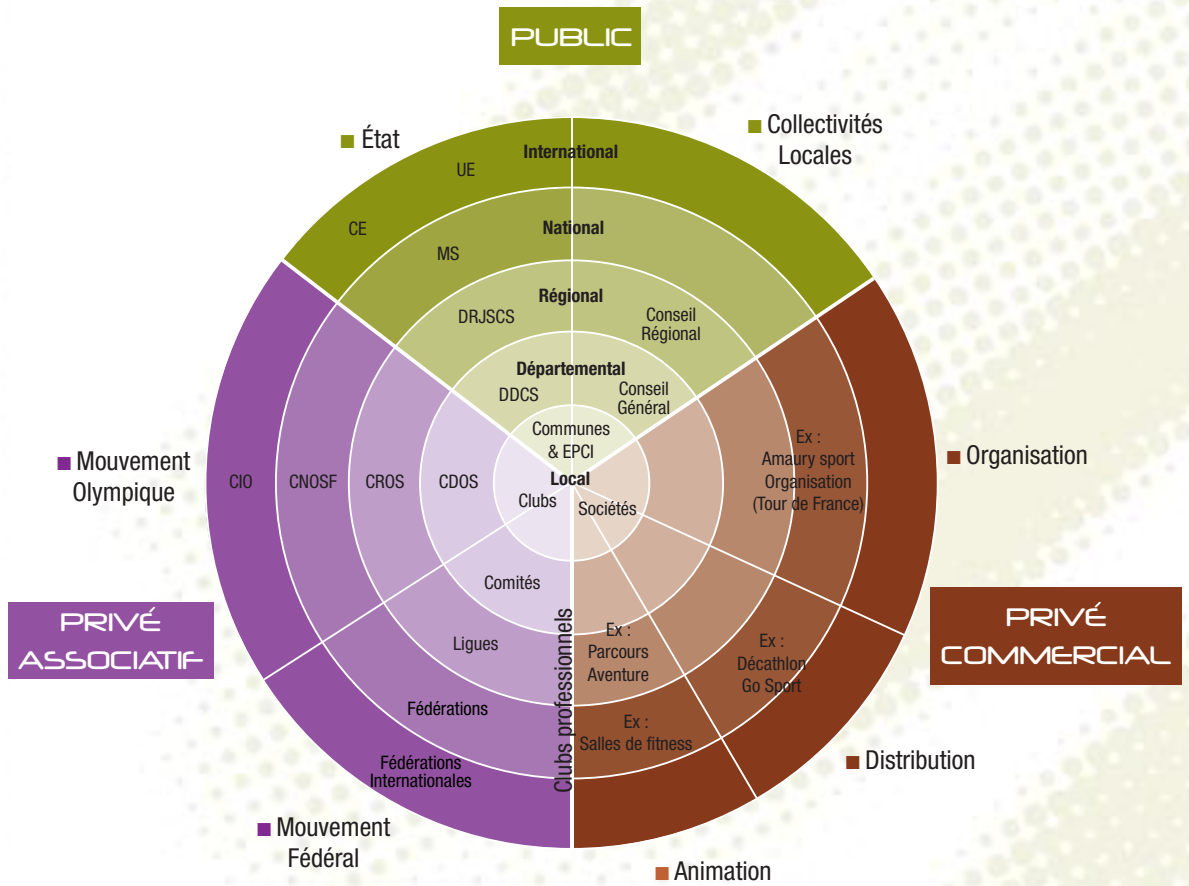 PUBLIC
État
Collectivités
Locales
International
UE
CE
National
MS
Régional
DRJSCS
Conseil
Régional
Départemental
DDCS
Conseil
Général
Communes
& EPCI
Local
Clubs
Sociétés
Mouvement
Olympique
CIO
CNOSF
CROS
CDOS
Ex :
Amaury sport
Organisation
(Tour de France)
Organisation
PRIVÉ
ASSOCIATIF
PRIVÉ
COMMERCIAL
Comités
Ligues
Fédérations
Fédérations
Internationales
Clubs professionnels
Ex :
Parcours
Aventure
Ex :
Décathlon
Go Sport
Ex :
Salles de fitness
Distribution
Mouvement
Fédéral
Animation